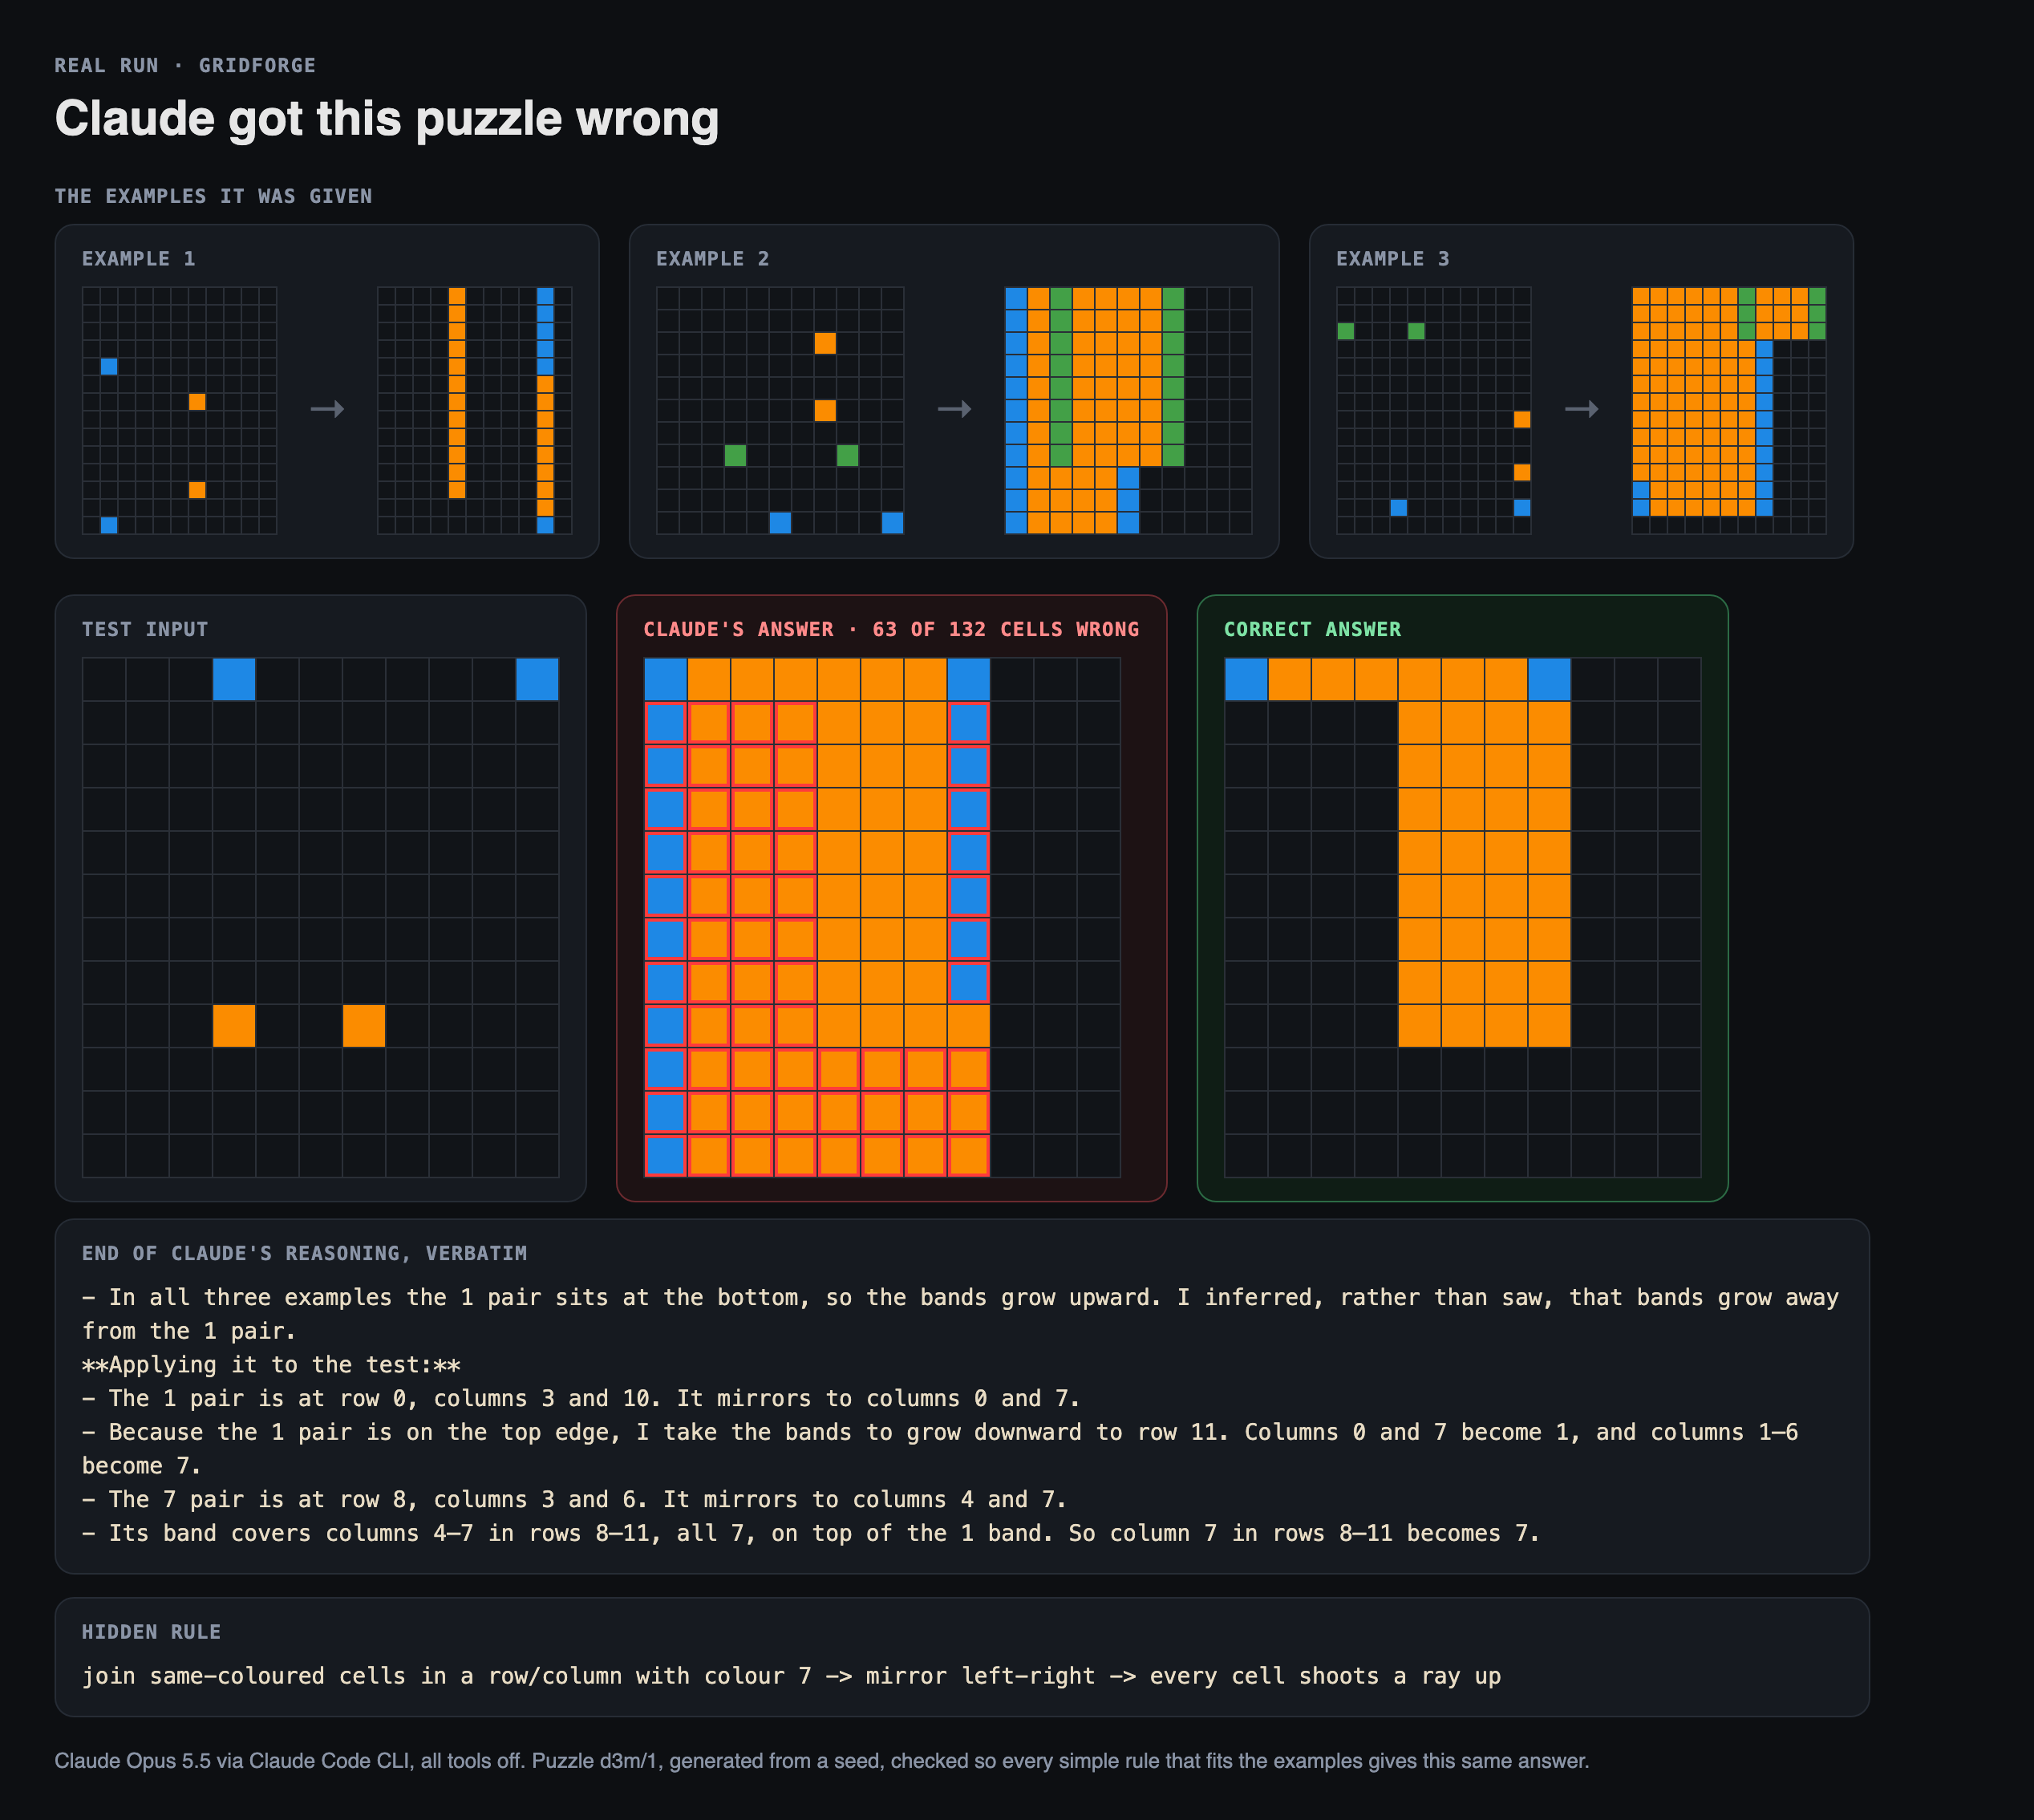 REAL RUN · GRIDFORGE
Claude got this puzzle wrong
THE EXAMPLES IT WAS GIVEN
EXAMPLE 1
EXAMPLE 2
EXAMPLE 3
TEST INPUT
CLAUDE'S ANSWER · 63 OF 132 CELLS WRONG
CORRECT ANSWER
END OF CLAUDE'S REASONING, VERBATIM
– In all three examples the 1 pair sits at the bottom, so the bands grow upward. I inferred, rather than saw, that bands grow away
from the 1 pair.
**Applying it to the test:**
– The 1 pair is at row 0, columns 3 and 10. It mirrors to columns 0 and 7.
– Because the 1 pair is on the top edge, I take the bands to grow downward to row 11. Columns 0 and 7 become 1, and columns 1–6
become 7.
– The 7 pair is at row 8, columns 3 and 6. It mirrors to columns 4 and 7.
– Its band covers columns 4–7 in rows 8–11, all 7, on top of the 1 band. So column 7 in rows 8–11 becomes 7.
HIDDEN RULE
join same-coloured cells in a row/column with colour 7 -> mirror left-right -> every cell shoots a ray up
Claude Opus 5.5 via Claude Code CLI, all tools off. Puzzle d3m/1, generated from a seed, checked so every simple rule that fits the examples gives this same answer.